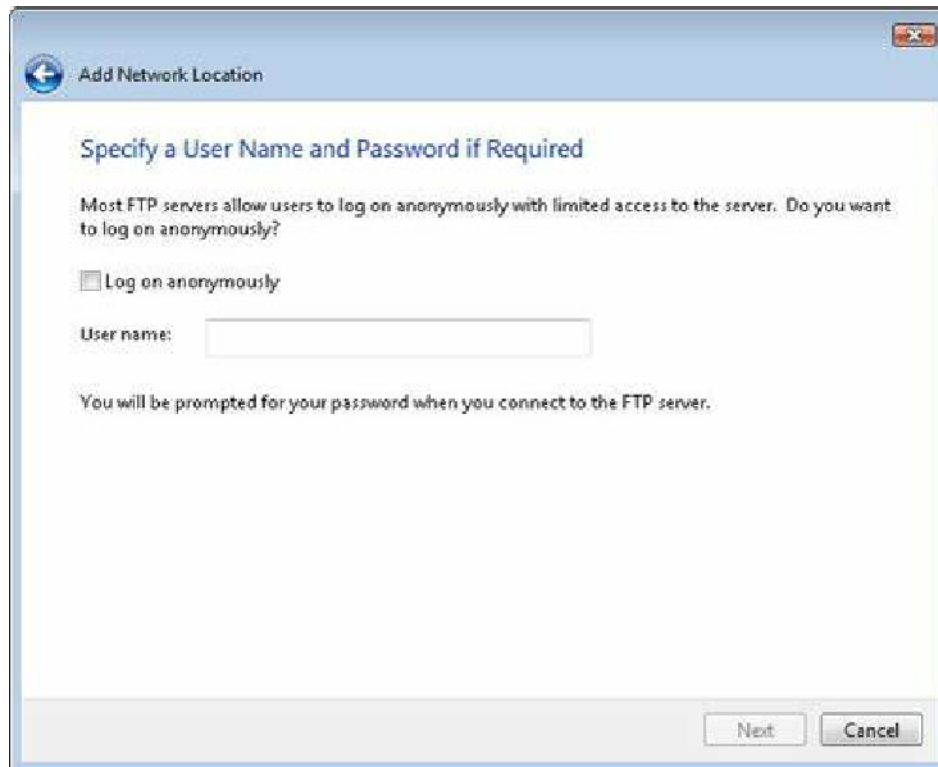 Add Network Location
Specify a User Name and Password if Required
Most FTP servers allow users to log on anonymously with limited access to the server.  Do you want
to log on anonymously?
Log on anonymously
User name:
You will be prompted for your password when you connect to the FTP server.
Next
Cancel